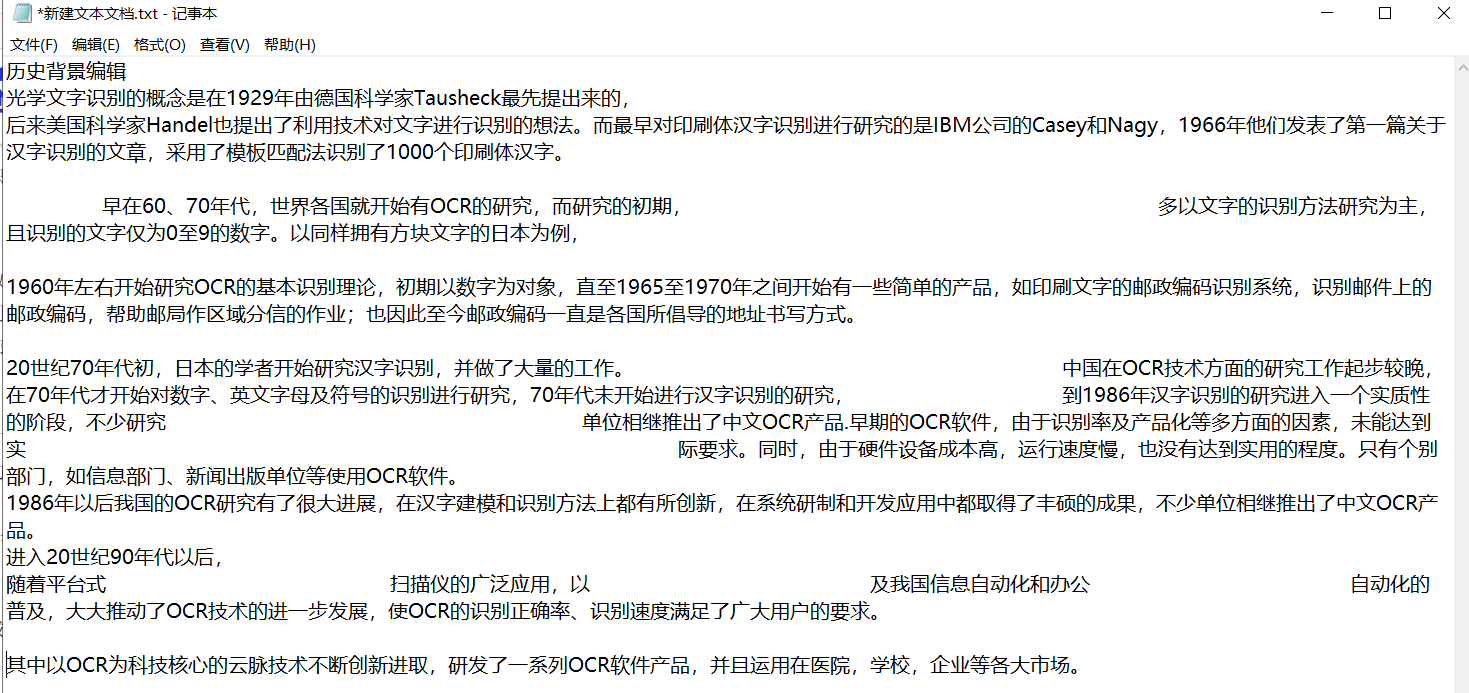 *新建文本文档.txt - 记事本
文件(F) 编辑(E) 格式(O) 查看(V) 帮助(H)
历史背景编辑
光学文字识别的概念是在1929年由德国科学家Tausheck最先提出来的，
后来美国科学家Handel也提出了利用技术对文字进行识别的想法。而最早对印刷体汉字识别进行研究的是IBM公司的Casey和Nagy，1966年他们发表了第一篇关于
汉字识别的文章，采用了模板匹配法识别了1000个印刷体汉字。
早在60、70年代，世界各国就开始有OCR的研究，而研究的初期， 多以文字的识别方法研究为主，
且识别的文字仅为0至9的数字。以同样拥有方块文字的日本为例，
1960年左右开始研究OCR的基本识别理论，初期以数字为对象，直至1965至1970年之间开始有一些简单的产品，如印刷文字的邮政编码识别系统，识别邮件上的
邮政编码，帮助邮局作区域分信的作业；也因此至今邮政编码一直是各国所倡导的地址书写方式。
20世纪70年代初，日本的学者开始研究汉字识别，并做了大量的工作。 中国在OCR技术方面的研究工作起步较晚，
在70年代才开始对数字、英文字母及符号的识别进行研究，70年代末开始进行汉字识别的研究， 到1986年汉字识别的研究进入一个实质性
的阶段，不少研究 单位相继推出了中文OCR产品.早期的OCR软件，由于识别率及产品化等多方面的因素，未能达到
实 际要求。同时，由于硬件设备成本高，运行速度慢，也没有达到实用的程度。只有个别
部门，如信息部门、新闻出版单位等使用OCR软件。
1986年以后我国的OCR研究有了很大进展，在汉字建模和识别方法上都有所创新，在系统研制和开发应用中都取得了丰硕的成果，不少单位相继推出了中文OCR产
品。
进入20世纪90年代以后，
随着平台式 扫描仪的广泛应用，以 及我国信息自动化和办公 自动化的
普及，大大推动了OCR技术的进一步发展，使OCR的识别正确率、识别速度满足了广大用户的要求。
其中以OCR为科技核心的云脉技术不断创新进取，研发了一系列OCR软件产品，并且运用在医院，学校，企业等各大市场。